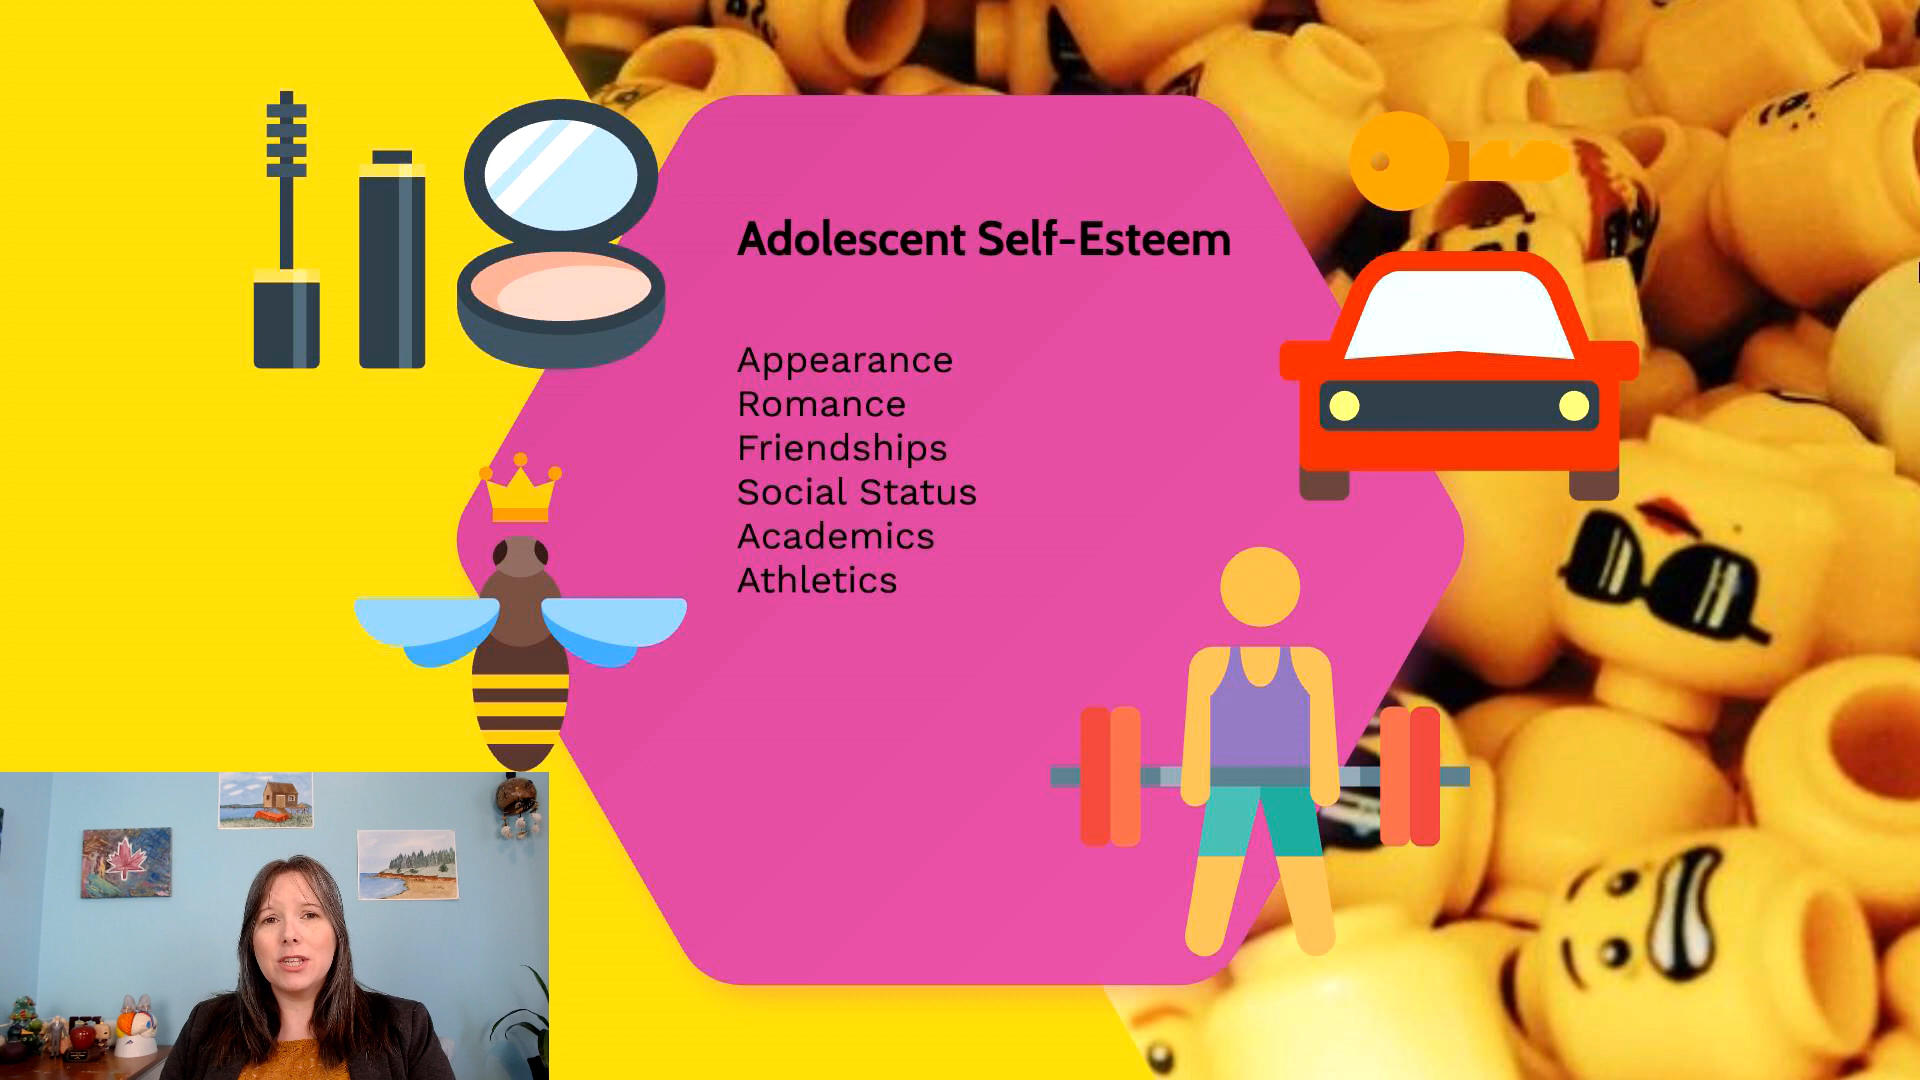 Adolescent Self-Esteem
Appearance
Romance
Friendships
Social Status
Academics
Athletics